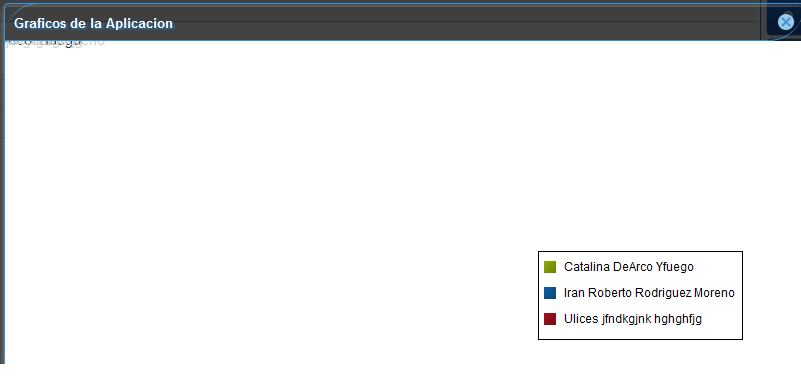 Graficos de la Aplicacion
Catalina DeArco Yfuego
Iran Roberto Rodriguez Moreno
Ulices jfndkgjnk hghghfjg